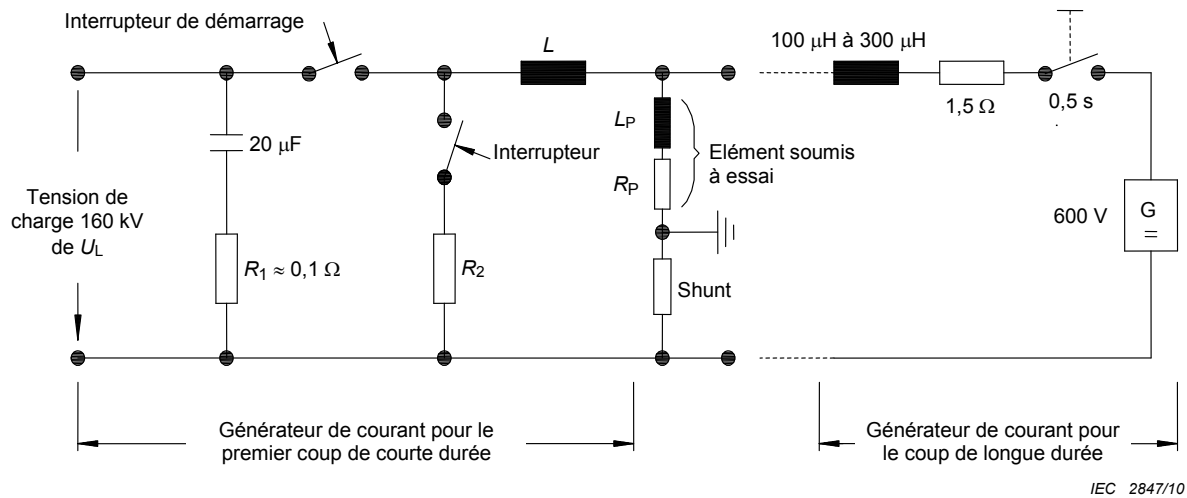 Interrupteur de démarrage
L
100 μH à 300 μH
1,5 Ω
0,5 s
20 μF
Interrupteur
LP
RP
Elément soumis
à essai
Tension de
charge 160 kV
de UL
R1 ≈ 0,1 Ω
R2
Shunt
600 V
G
=
Générateur de courant pour le
premier coup de courte durée
Générateur de courant pour
le coup de longue durée
IEC 2847/10